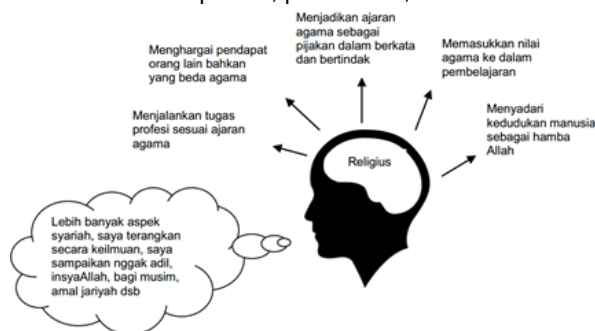 Menjadikan ajaran
agama sebagai
pijakan dalam berkata
dan bertindak
Menghargai pendapat
orang lain bahkan
yang beda agama
Memasukkan nilai
agama ke dalam
pembelajaran
Menjalankan tugas
profesi sesuai ajaran
agama
Menyadari
kedudukan manusia
sebagai hamba
Allah
Religius
Lebih banyak aspek
syariah, saya terangkan
secara keilmuan, saya
sampaikan nggak adil,
insyaAllah, bagi musim,
amal jariyah dsb